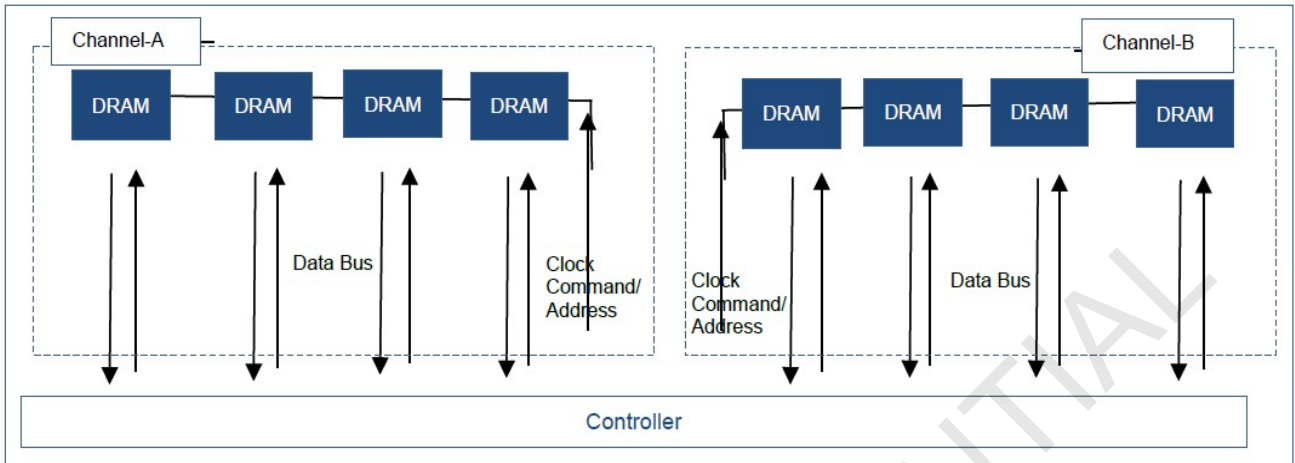 Channel-A
Channel-B
DRAM
DRAM
DRAM
DRAM
DRAM
DRAM
DRAM
DRAM
Data Bus
Clock
Command/
Address
Clock
Command/
Address
Data Bus
Controller